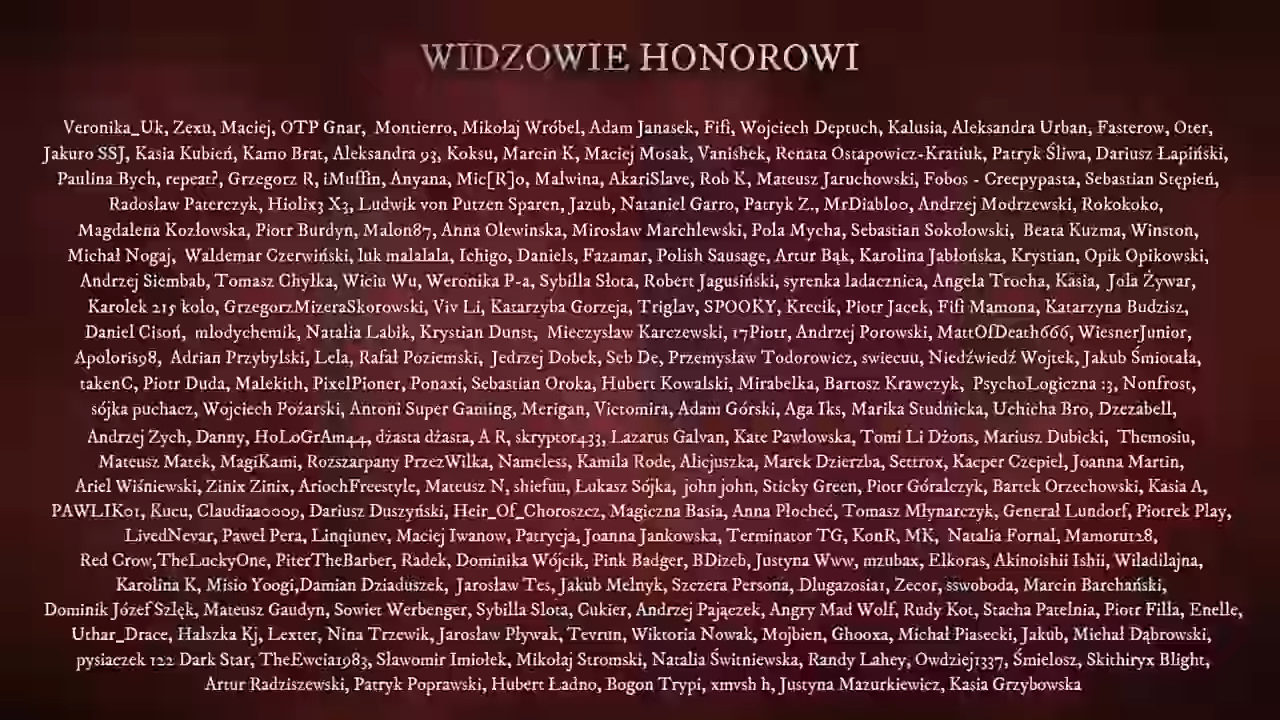 WIDZOWIE HONOROWI
Veronika_Uk, Zexu, Maciej, OTP Gnar, Montierro, Mikołaj Wróbel, Adam Janasek, Fifi, Wojciech Deptuch, Kalusia, Aleksandra Urban, Fasterow, Oter,
Jakuro SSJ, Kasia Kubień, Kamo Brat, Aleksandra 93, Koksu, Marcin K, Maciej Mosak, Vanishek, Renata Ostapowicz-Kratiuk, Patryk Śliwa, Dariusz Łapiński,
Paulina Bych, repeat?, Grzegorz R, iMuffin, Anyana, Mic[R]o, Malwina, AkariSlave, Rob K, Mateusz Jaruchowski, Fobos - Creepypasta, Sebastian Stępień,
Radosław Paterczyk, Hiolix3 X3, Ludwik von Putzen Sparen, Jazub, Nataniel Garro, Patryk Z., MrDiabloo, Andrzej Modrzewski, Rokokoko,
Magdalena Kozłowska, Piotr Burdyn, Malon87, Anna Olewinska, Mirosław Marchlewski, Pola Mycha, Sebastian Sokołowski, Beata Kuzma, Winston,
Michał Nogaj, Waldemar Czerwiński, luk malalala, Ichigo, Daniels, Fazamar, Polish Sausage, Artur Bąk, Karolina Jabłońska, Krystian, Opik Opikowski,
Andrzej Siembab, Tomasz Chyłka, Wiciu Wu, Weronika P-a, Sybilla Słota, Robert Jagusiński, syrenka ladacznica, Angela Trocha, Kasia, Jola Żywar,
Karolek 215 kolo, GrzegorzMizeraSkorowski, Viv Li, Katarzyba Gorzeja, Triglav, SPOOKY, Krecik, Piotr Jacek, Fifi Mamona, Katarzyna Budzisz,
Daniel Cisoń, mlodychemik, Natalia Labik, Krystian Dunst, Mieczysław Karczewski, 17Piotr, Andrzej Porowski, MattOfDeath666, WiesnerJunior,
Apoloris98, Adrian Przybylski, Lela, Rafał Poziemski, Jedrzej Dobek, Seb De, Przemysław Todorowicz, swiecuu, Niedźwiedź Wojtek, Jakub Śmiotała,
takenC, Piotr Duda, Malekith, PixelPioner, Ponaxi, Sebastian Oroka, Hubert Kowalski, Mirabelka, Bartosz Krawczyk, PsychoLogiczna :3, Nonfrost,
sójka puchacz, Wojciech Pożarski, Antoni Super Gaming, Merigan, Victomira, Adam Górski, Aga Iks, Marika Studnicka, Uchicha Bro, Dzezabell,
Andrzej Zych, Danny, HoLoGrAm44, dżasta dżasta, A R, skryptor433, Lazarus Galvan, Kate Pawlowska, Tomi Li Dżons, Mariusz Dubicki, Themosiu,
Mateusz Matek, MagiKami, Rozszarpany PrzezWilka, Nameless, Kamila Rode, Alicjuszka, Marek Dzierzba, Settrox, Kacper Czepiel, Joanna Martin,
Ariel Wiśniewski, Zinix Zinix, AriochFreestyle, Mateusz N, shiefuu, Łukasz Sójka, john john, Sticky Green, Piotr Góralczyk, Bartek Orzechowski, Kasia A,
PAWLIK01, Kucu, Claudiaa0009, Dariusz Duszyński, Heir_Of_Choroszcz, Magiczna Basia, Anna Płocheć, Tomasz Młynarczyk, Generał Lundorf, Piotrek Play,
LivedNevar, Paweł Pera, Linqiunev, Maciej Iwanow, Patrycja, Joanna Jankowska, Terminator TG, KonR, MK, Natalia Fornal, Mamoru128,
Red Crow,TheLuckyOne, PiterTheBarber, Radek, Dominika Wójcik, Pink Badger, BDizeb, Justyna Www, mzubax, Elkoras, Akinoishii Ishii, Wiladilajna,
Karolina K, Misio Yoogi,Damian Dziaduszek, Jarosław Tes, Jakub Melnyk, Szczera Persona, Dlugazosia1, Zecor, sswoboda, Marcin Barchański,
Dominik Józef Szlęk, Mateusz Gaudyn, Sowiet Werbenger, Sybilla Slota, Cukier, Andrzej Pajączek, Angry Mad Wolf, Rudy Kot, Stacha Patelnia, Piotr Filla, Enelle,
Uthar_Drace, Halszka Kj, Lexter, Nina Trzewik, Jarosław Pływak, Tevrun, Wiktoria Nowak, Mojbien, Ghooxa, Michał Piasecki, Jakub, Michał Dąbrowski,
pysiaczek 122 Dark Star, TheEwcia1983, Sławomir Imiołek, Mikołaj Stromski, Natalia Świtniewska, Randy Lahey, Owdziej1337, Śmielosz, Skithiryx Blight,
Artur Radziszewski, Patryk Poprawski, Hubert Ładno, Bogon Trypi, xmvsh h, Justyna Mazurkiewicz, Kasia Grzybowska